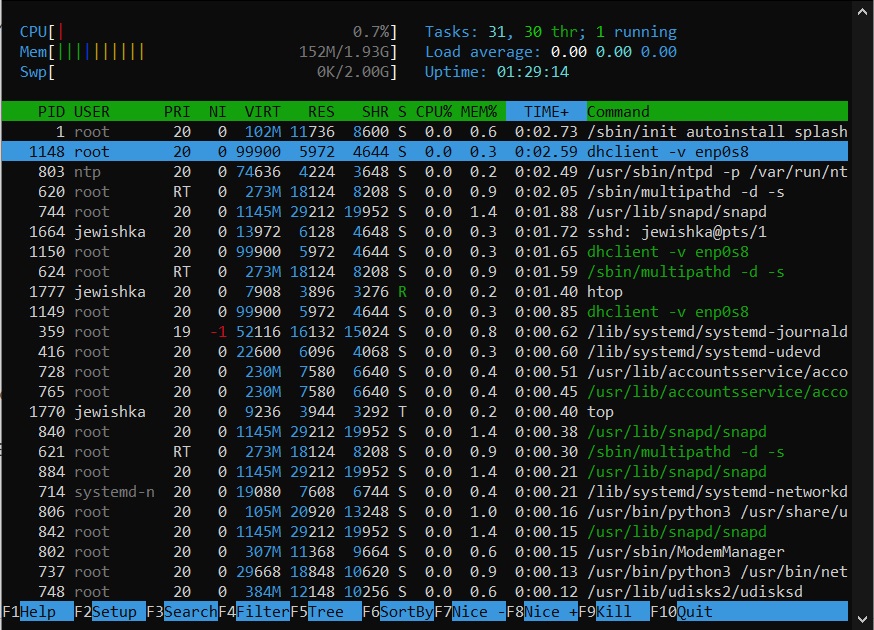 CPU[| 0.7%] Tasks: 31, 30 thr; 1 running
Mem[|||||||||| 152M/1.93G] Load average: 0.00 0.00 0.00
Swp[ 0K/2.00G] Uptime: 01:29:14
PID USER PRI NI VIRT RES SHR S CPU% MEM% TIME+ Command
1 root 20 0 102M 11736 8600 S 0.0 0.6 0:02.73 /sbin/init autoinstall splash
1148 root 20 0 99900 5972 4644 S 0.0 0.3 0:02.59 dhclient -v enp0s8
803 ntp 20 0 74636 4224 3648 S 0.0 0.2 0:02.49 /usr/sbin/ntpd -p /var/run/nt
620 root RT 0 273M 18124 8208 S 0.0 0.9 0:02.05 /sbin/multipathd -d -s
744 root 20 0 1145M 29212 19952 S 0.0 1.4 0:01.88 /usr/lib/snapd/snapd
1664 jewishka 20 0 13972 6128 4648 S 0.0 0.3 0:01.72 sshd: jewishka@pts/1
1150 root 20 0 99900 5972 4644 S 0.0 0.3 0:01.65 dhclient -v enp0s8
624 root RT 0 273M 18124 8208 S 0.0 0.9 0:01.59 /sbin/multipathd -d -s
1777 jewishka 20 0 7908 3896 3276 R 0.0 0.2 0:01.40 htop
1149 root 20 0 99900 5972 4644 S 0.0 0.3 0:00.85 dhclient -v enp0s8
359 root 19 -1 52116 16132 15024 S 0.0 0.8 0:00.62 /lib/systemd/systemd-journald
416 root 20 0 22600 6096 4068 S 0.0 0.3 0:00.60 /lib/systemd/systemd-udevd
728 root 20 0 230M 7580 6640 S 0.0 0.4 0:00.51 /usr/lib/accountsservice/acco
765 root 20 0 230M 7580 6640 S 0.0 0.4 0:00.45 /usr/lib/accountsservice/acco
1770 jewishka 20 0 9236 3944 3292 T 0.0 0.2 0:00.40 top
840 root 20 0 1145M 29212 19952 S 0.0 1.4 0:00.38 /usr/lib/snapd/snapd
621 root RT 0 273M 18124 8208 S 0.0 0.9 0:00.30 /sbin/multipathd -d -s
884 root 20 0 1145M 29212 19952 S 0.0 1.4 0:00.21 /usr/lib/snapd/snapd
714 systemd-n 20 0 19080 7608 6744 S 0.0 0.4 0:00.21 /lib/systemd/systemd-networkd
806 root 20 0 105M 20920 13248 S 0.0 1.0 0:00.16 /usr/bin/python3 /usr/share/u
842 root 20 0 1145M 29212 19952 S 0.0 1.4 0:00.15 /usr/lib/snapd/snapd
802 root 20 0 307M 11368 9664 S 0.0 0.6 0:00.15 /usr/sbin/ModemManager
737 root 20 0 29668 18848 10620 S 0.0 0.9 0:00.13 /usr/bin/python3 /usr/bin/net
748 root 20 0 384M 12148 10256 S 0.0 0.6 0:00.12 /usr/lib/udisks2/udisksd
F1Help F2Setup F3SearchF4FilterF5Tree F6SortByF7Nice -F8Nice +F9Kill F10Quit